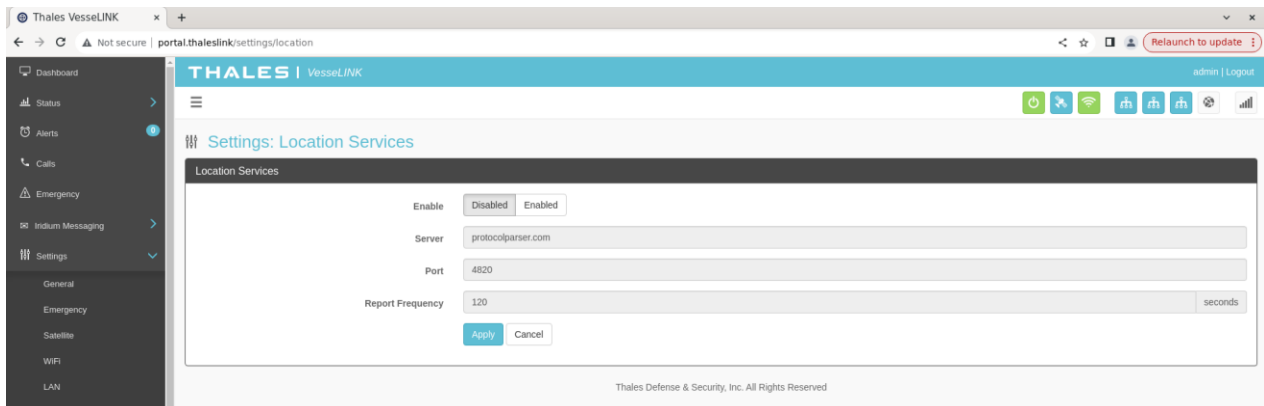 Thales VesseLINK
Not secure | portal.thaleslink/settings/location
Relaunch to update
Dashboard
Status
Alerts 0
Calls
Emergency
Iridium Messaging
Settings
General
Emergency
Satellite
WiFi
LAN
THALES | VesseLINK
admin | Logout
Settings: Location Services
Location Services
Enable Disabled Enabled
Server protocolparser.com
Port 4820
Report Frequency 120 seconds
Apply Cancel
Thales Defense & Security, Inc. All Rights Reserved